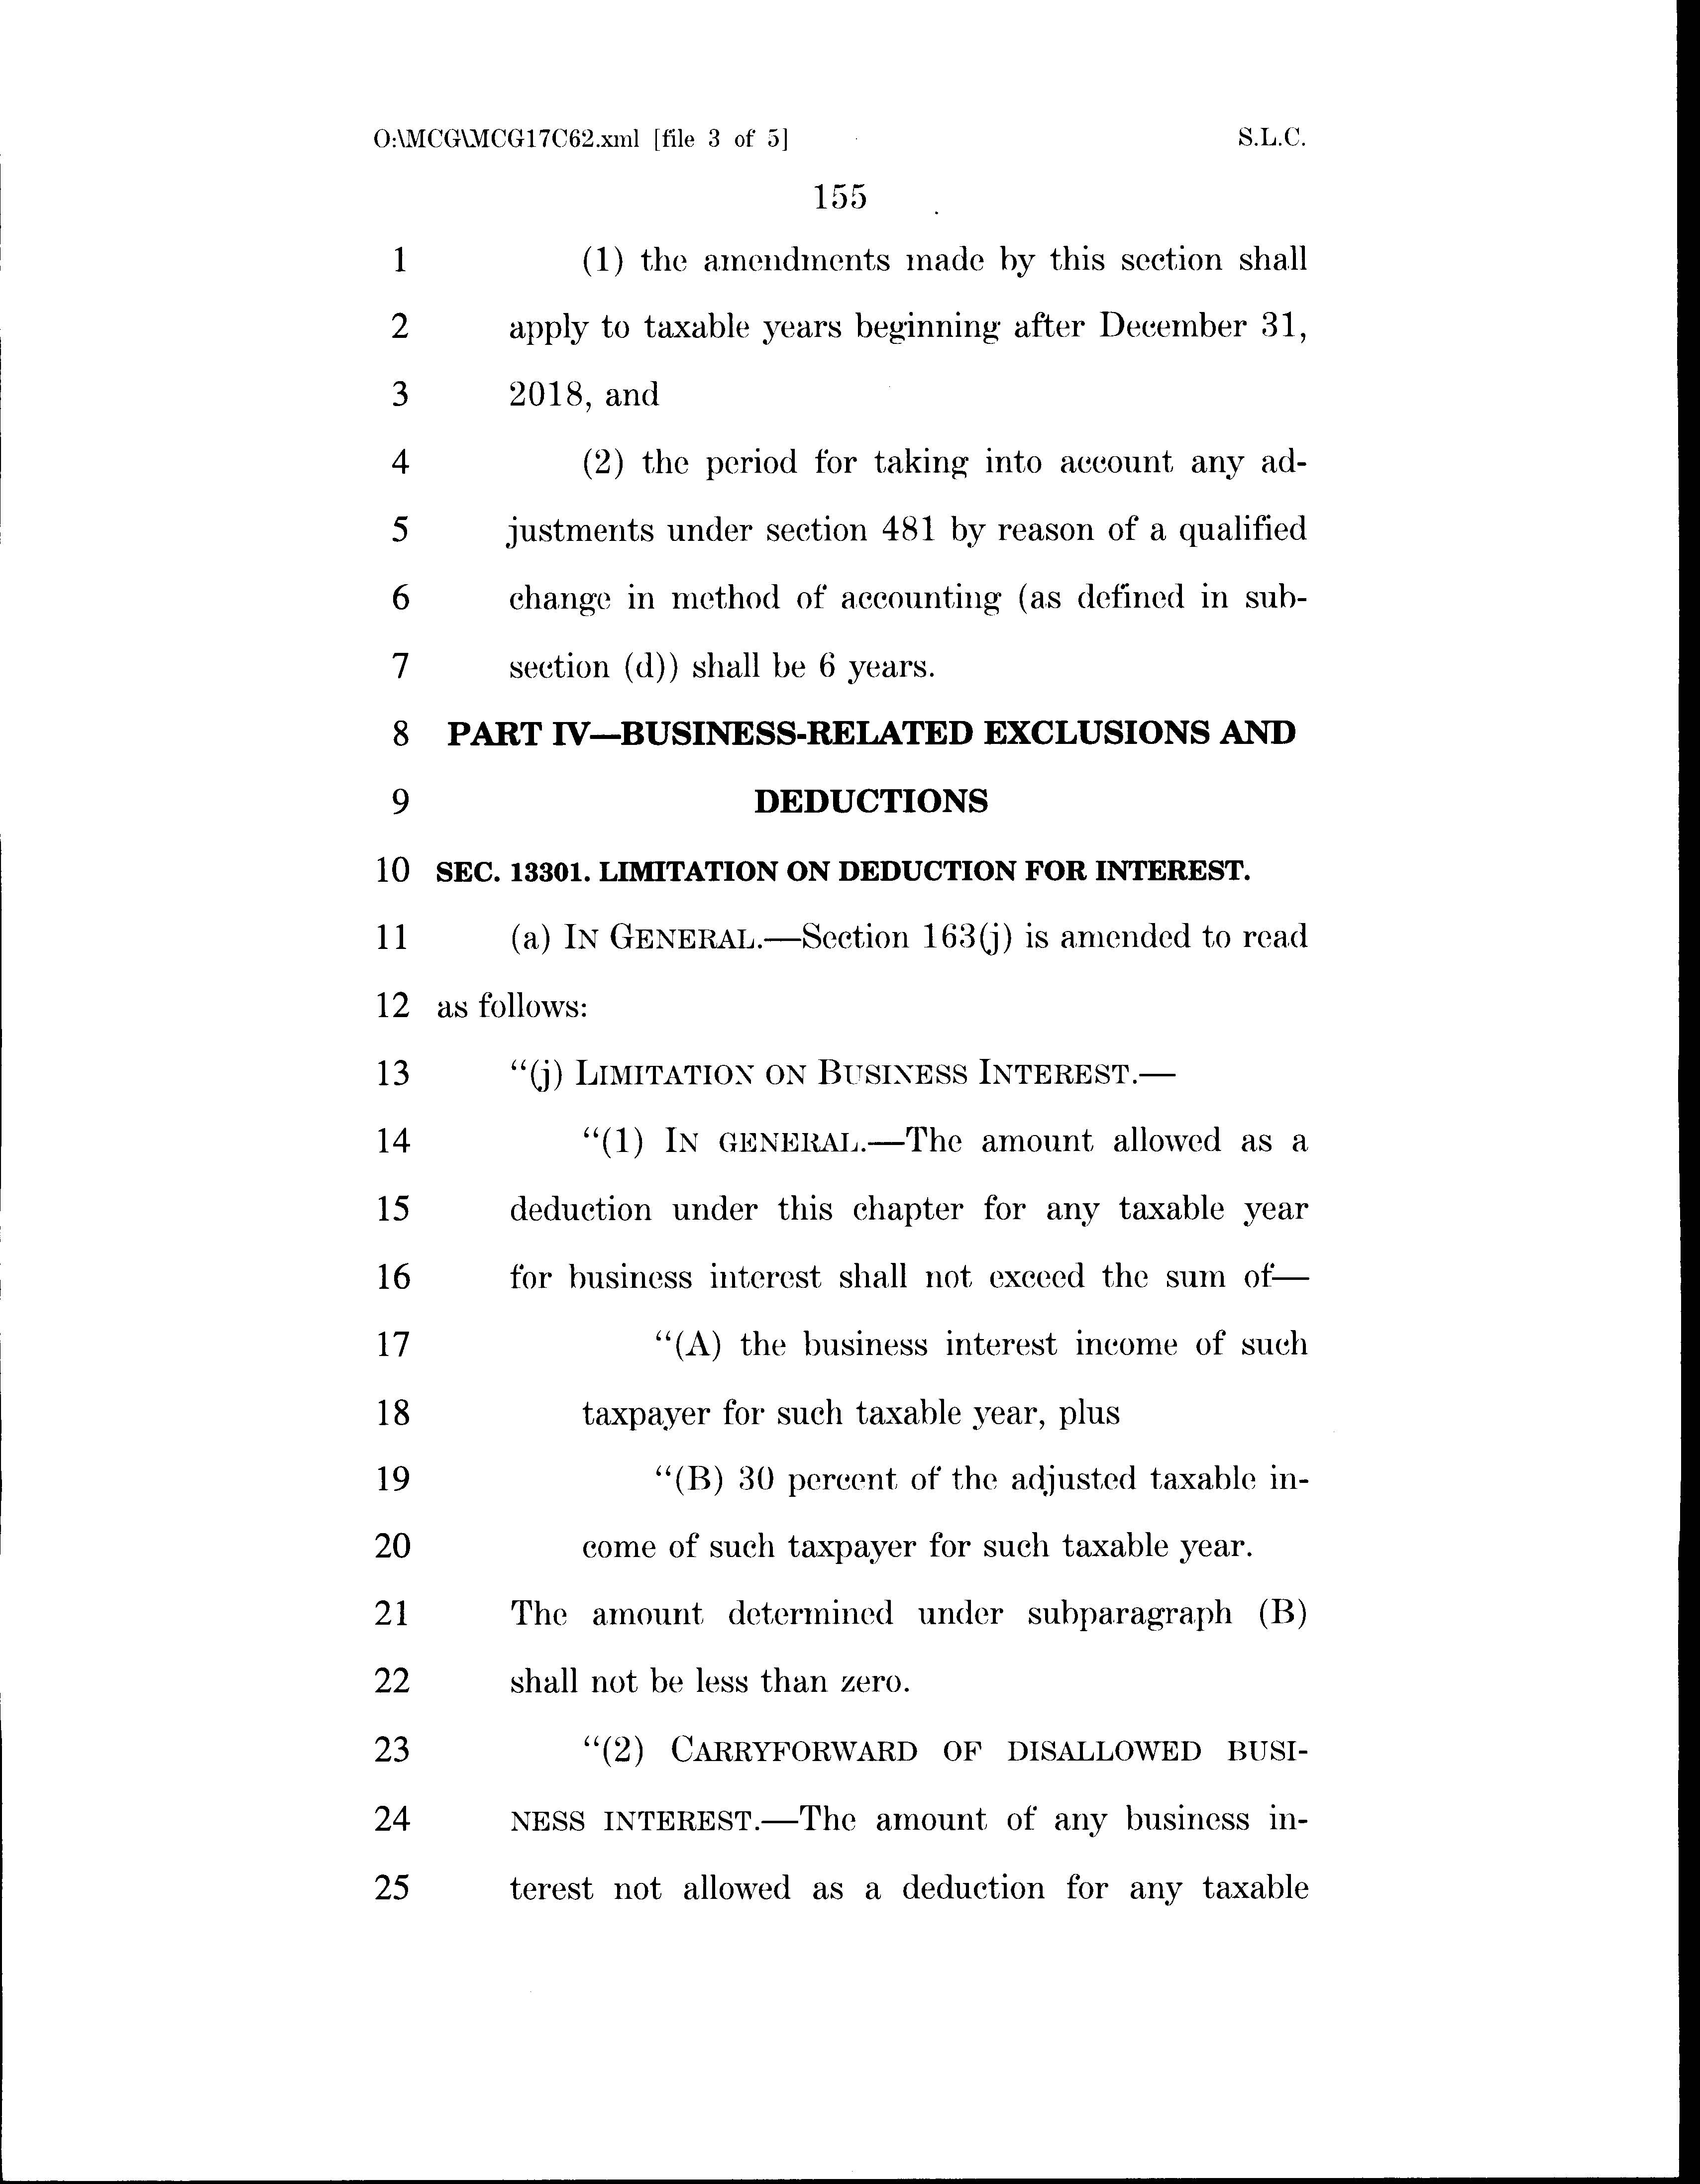 O:\MCG\MCG17C62.xml [file 3 of 5] S.L.C.
155
1 (1) the amendments made by this section shall
2 apply to taxable years beginning after December 31,
3 2018, and
4 (2) the period for taking into account any ad-
5 justments under section 481 by reason of a qualified
6 change in method of accounting (as defined in sub-
7 section (d)) shall be 6 years.
8 PART IV—BUSINESS-RELATED EXCLUSIONS AND
9 DEDUCTIONS
10 SEC. 13301. LIMITATION ON DEDUCTION FOR INTEREST.
11 (a) IN GENERAL.—Section 163(j) is amended to read
12 as follows:
13 “(j) LIMITATION ON BUSINESS INTEREST.—
14 “(1) IN GENERAL.—The amount allowed as a
15 deduction under this chapter for any taxable year
16 for business interest shall not exceed the sum of—
17 “(A) the business interest income of such
18 taxpayer for such taxable year, plus
19 “(B) 30 percent of the adjusted taxable in-
20 come of such taxpayer for such taxable year.
21 The amount determined under subparagraph (B)
22 shall not be less than zero.
23 “(2) CARRYFORWARD OF DISALLOWED BUSI-
24 NESS INTEREST.—The amount of any business in-
25 terest not allowed as a deduction for any taxable